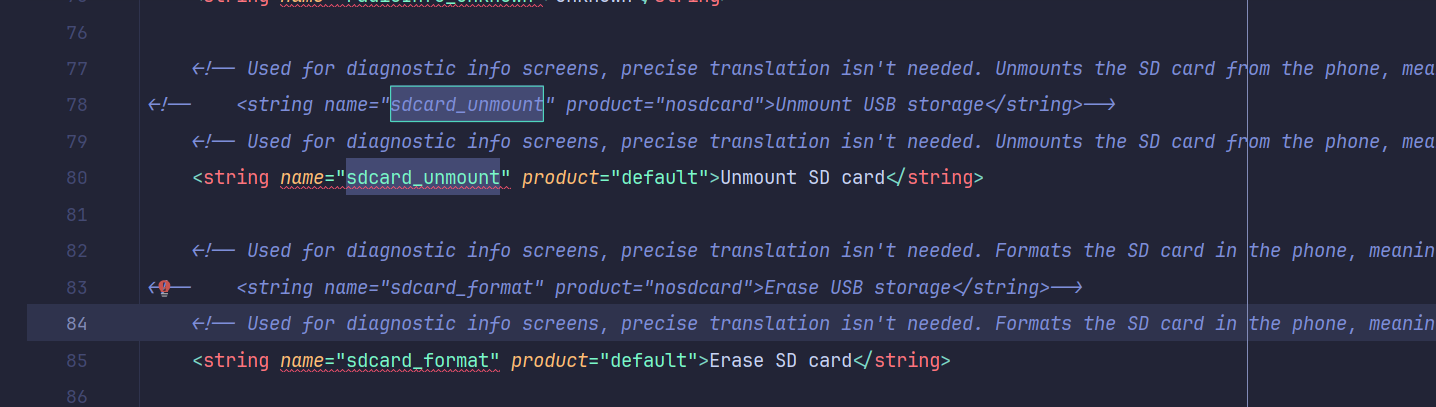 76
77 <!-- Used for diagnostic info screens, precise translation isn't needed. Unmounts the SD card from the phone, mea
78 <!-- <string name="sdcard_unmount" product="nosdcard">Unmount USB storage</string>-->
79 <!-- Used for diagnostic info screens, precise translation isn't needed. Unmounts the SD card from the phone, mea
80 <string name="sdcard_unmount" product="default">Unmount SD card</string>
81
82 <!-- Used for diagnostic info screens, precise translation isn't needed. Formats the SD card in the phone, meanin
83 <!-- <string name="sdcard_format" product="nosdcard">Erase USB storage</string>-->
84 <!-- Used for diagnostic info screens, precise translation isn't needed. Formats the SD card in the phone, meanin
85 <string name="sdcard_format" product="default">Erase SD card</string>
86